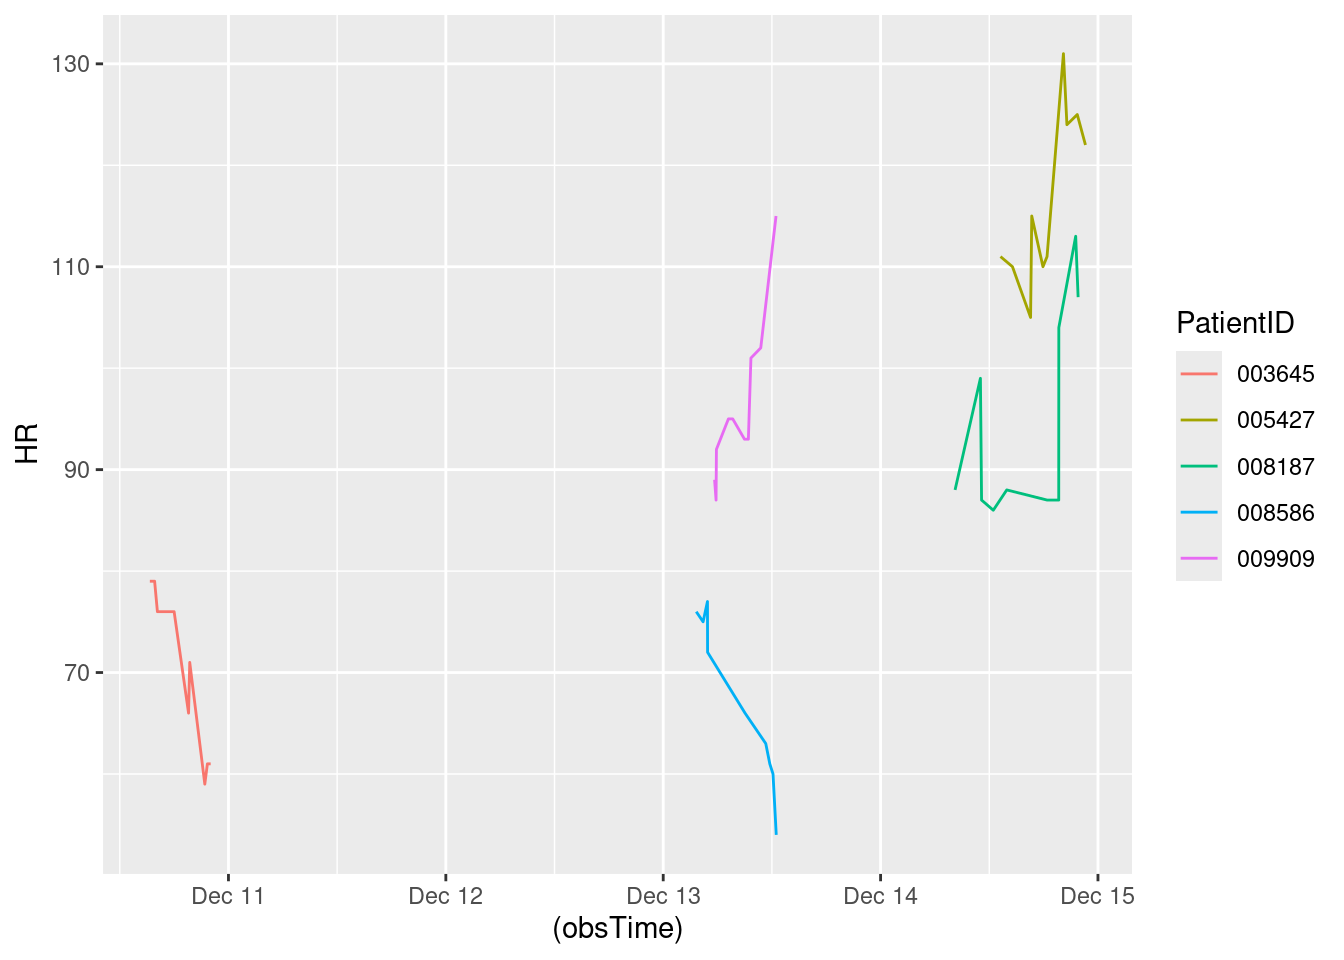 130
110
90
70
HR
Dec 11 Dec 12 Dec 13 Dec 14 Dec 15
(obsTime)
PatientID
003645
005427
008187
008586
009909